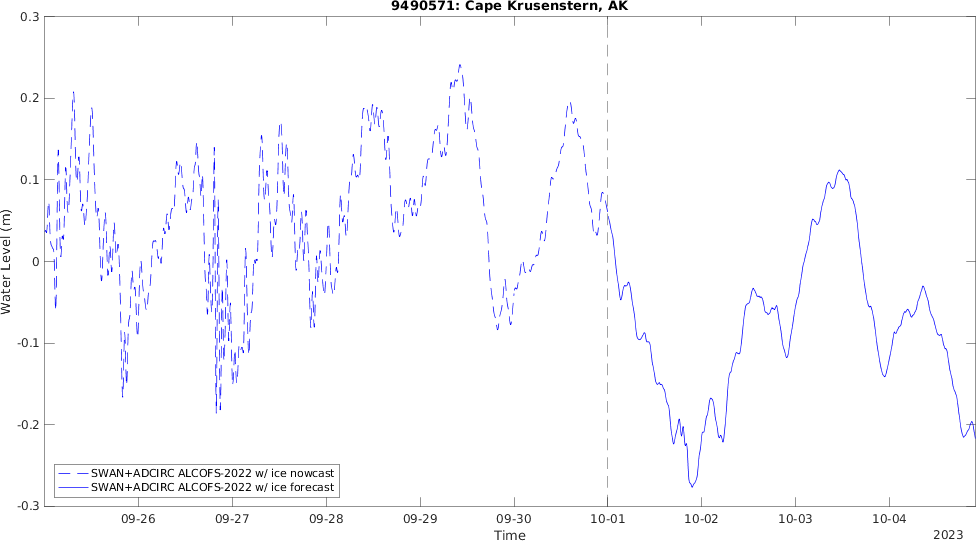 9490571: Cape Krusenstern, AK
0.3
0.2
0.1
0
-0.1
-0.2
-0.3
Water Level (m)
SWAN+ADCIRC ALCOFS-2022 w/ ice nowcast
SWAN+ADCIRC ALCOFS-2022 w/ ice forecast
09-26 09-27 09-28 09-29 09-30 10-01 10-02 10-03 10-04
Time
2023